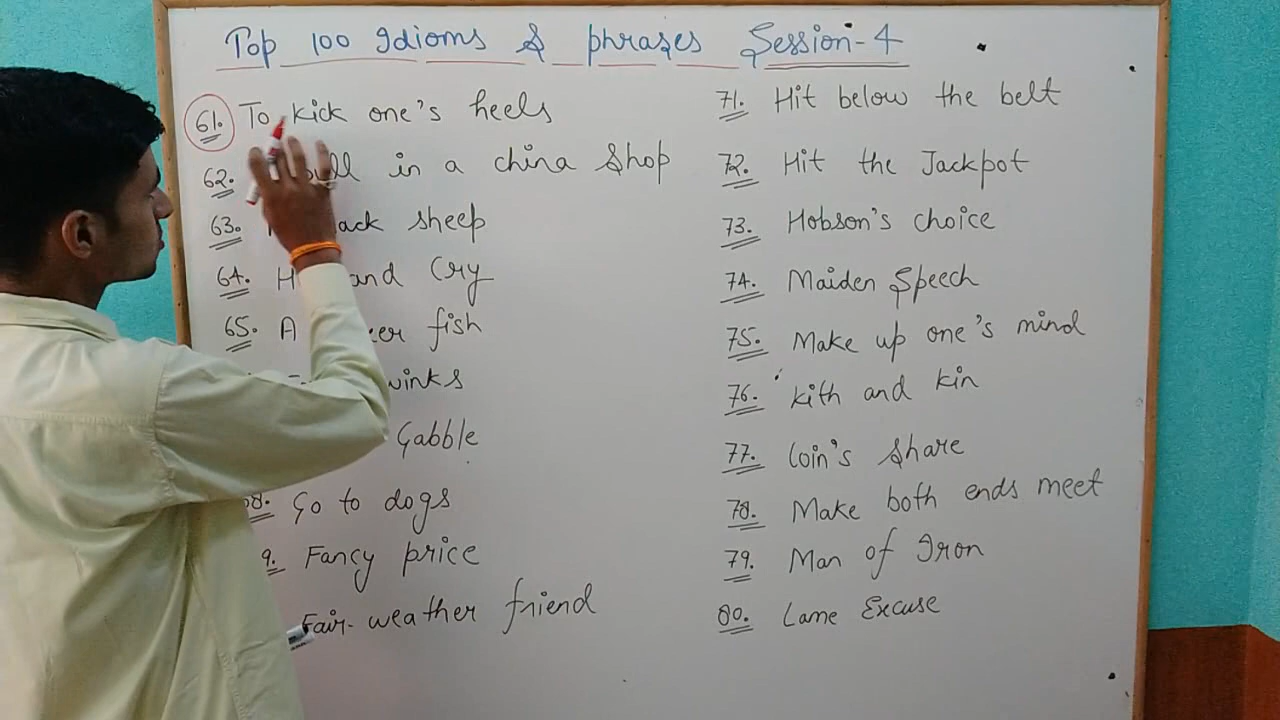 Top 100 Idioms & phrases Session-4
61. To kick one's heels
62. in a china shop
63. sheep
64. and Cry
65. A fish
Gabble
68. Go to dogs
9. Fancy price
Fair-weather friend
71. Hit below the belt
72. Hit the Jackpot
73. Hobson's choice
74. Maiden Speech
75. Make up one's mind
76. kith and kin
77. Loin's share
78. Make both ends meet
79. Man of Iron
80. Lame Excuse